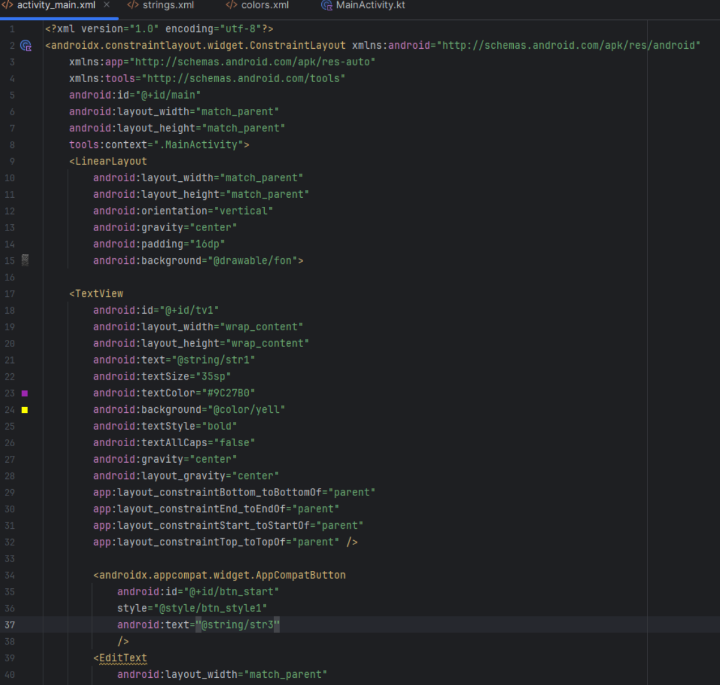 activity_main.xml × strings.xml colors.xml MainActivity.kt
1 <?xml version="1.0" encoding="utf-8"?>
2 <androidx.constraintlayout.widget.ConstraintLayout xmlns:android="http://schemas.android.com/apk/res/android"
3 xmlns:app="http://schemas.android.com/apk/res-auto"
4 xmlns:tools="http://schemas.android.com/tools"
5 android:id="@+id/main"
6 android:layout_width="match_parent"
7 android:layout_height="match_parent"
8 tools:context=".MainActivity">
9 <LinearLayout
10 android:layout_width="match_parent"
11 android:layout_height="match_parent"
12 android:orientation="vertical"
13 android:gravity="center"
14 android:padding="16dp"
15 android:background="@drawable/fon">
16
17 <TextView
18 android:id="@+id/tv1"
19 android:layout_width="wrap_content"
20 android:layout_height="wrap_content"
21 android:text="@string/str1"
22 android:textSize="35sp"
23 android:textColor="#9C27B0"
24 android:background="@color/yell"
25 android:textStyle="bold"
26 android:textAllCaps="false"
27 android:gravity="center"
28 android:layout_gravity="center"
29 app:layout_constraintBottom_toBottomOf="parent"
30 app:layout_constraintEnd_toEndOf="parent"
31 app:layout_constraintStart_toStartOf="parent"
32 app:layout_constraintTop_toTopOf="parent" />
33
34 <androidx.appcompat.widget.AppCompatButton
35 android:id="@+id/btn_start"
36 style="@style/btn_style1"
37 android:text="@string/str3"
38 />
39 <EditText
40 android:layout_width="match_parent"